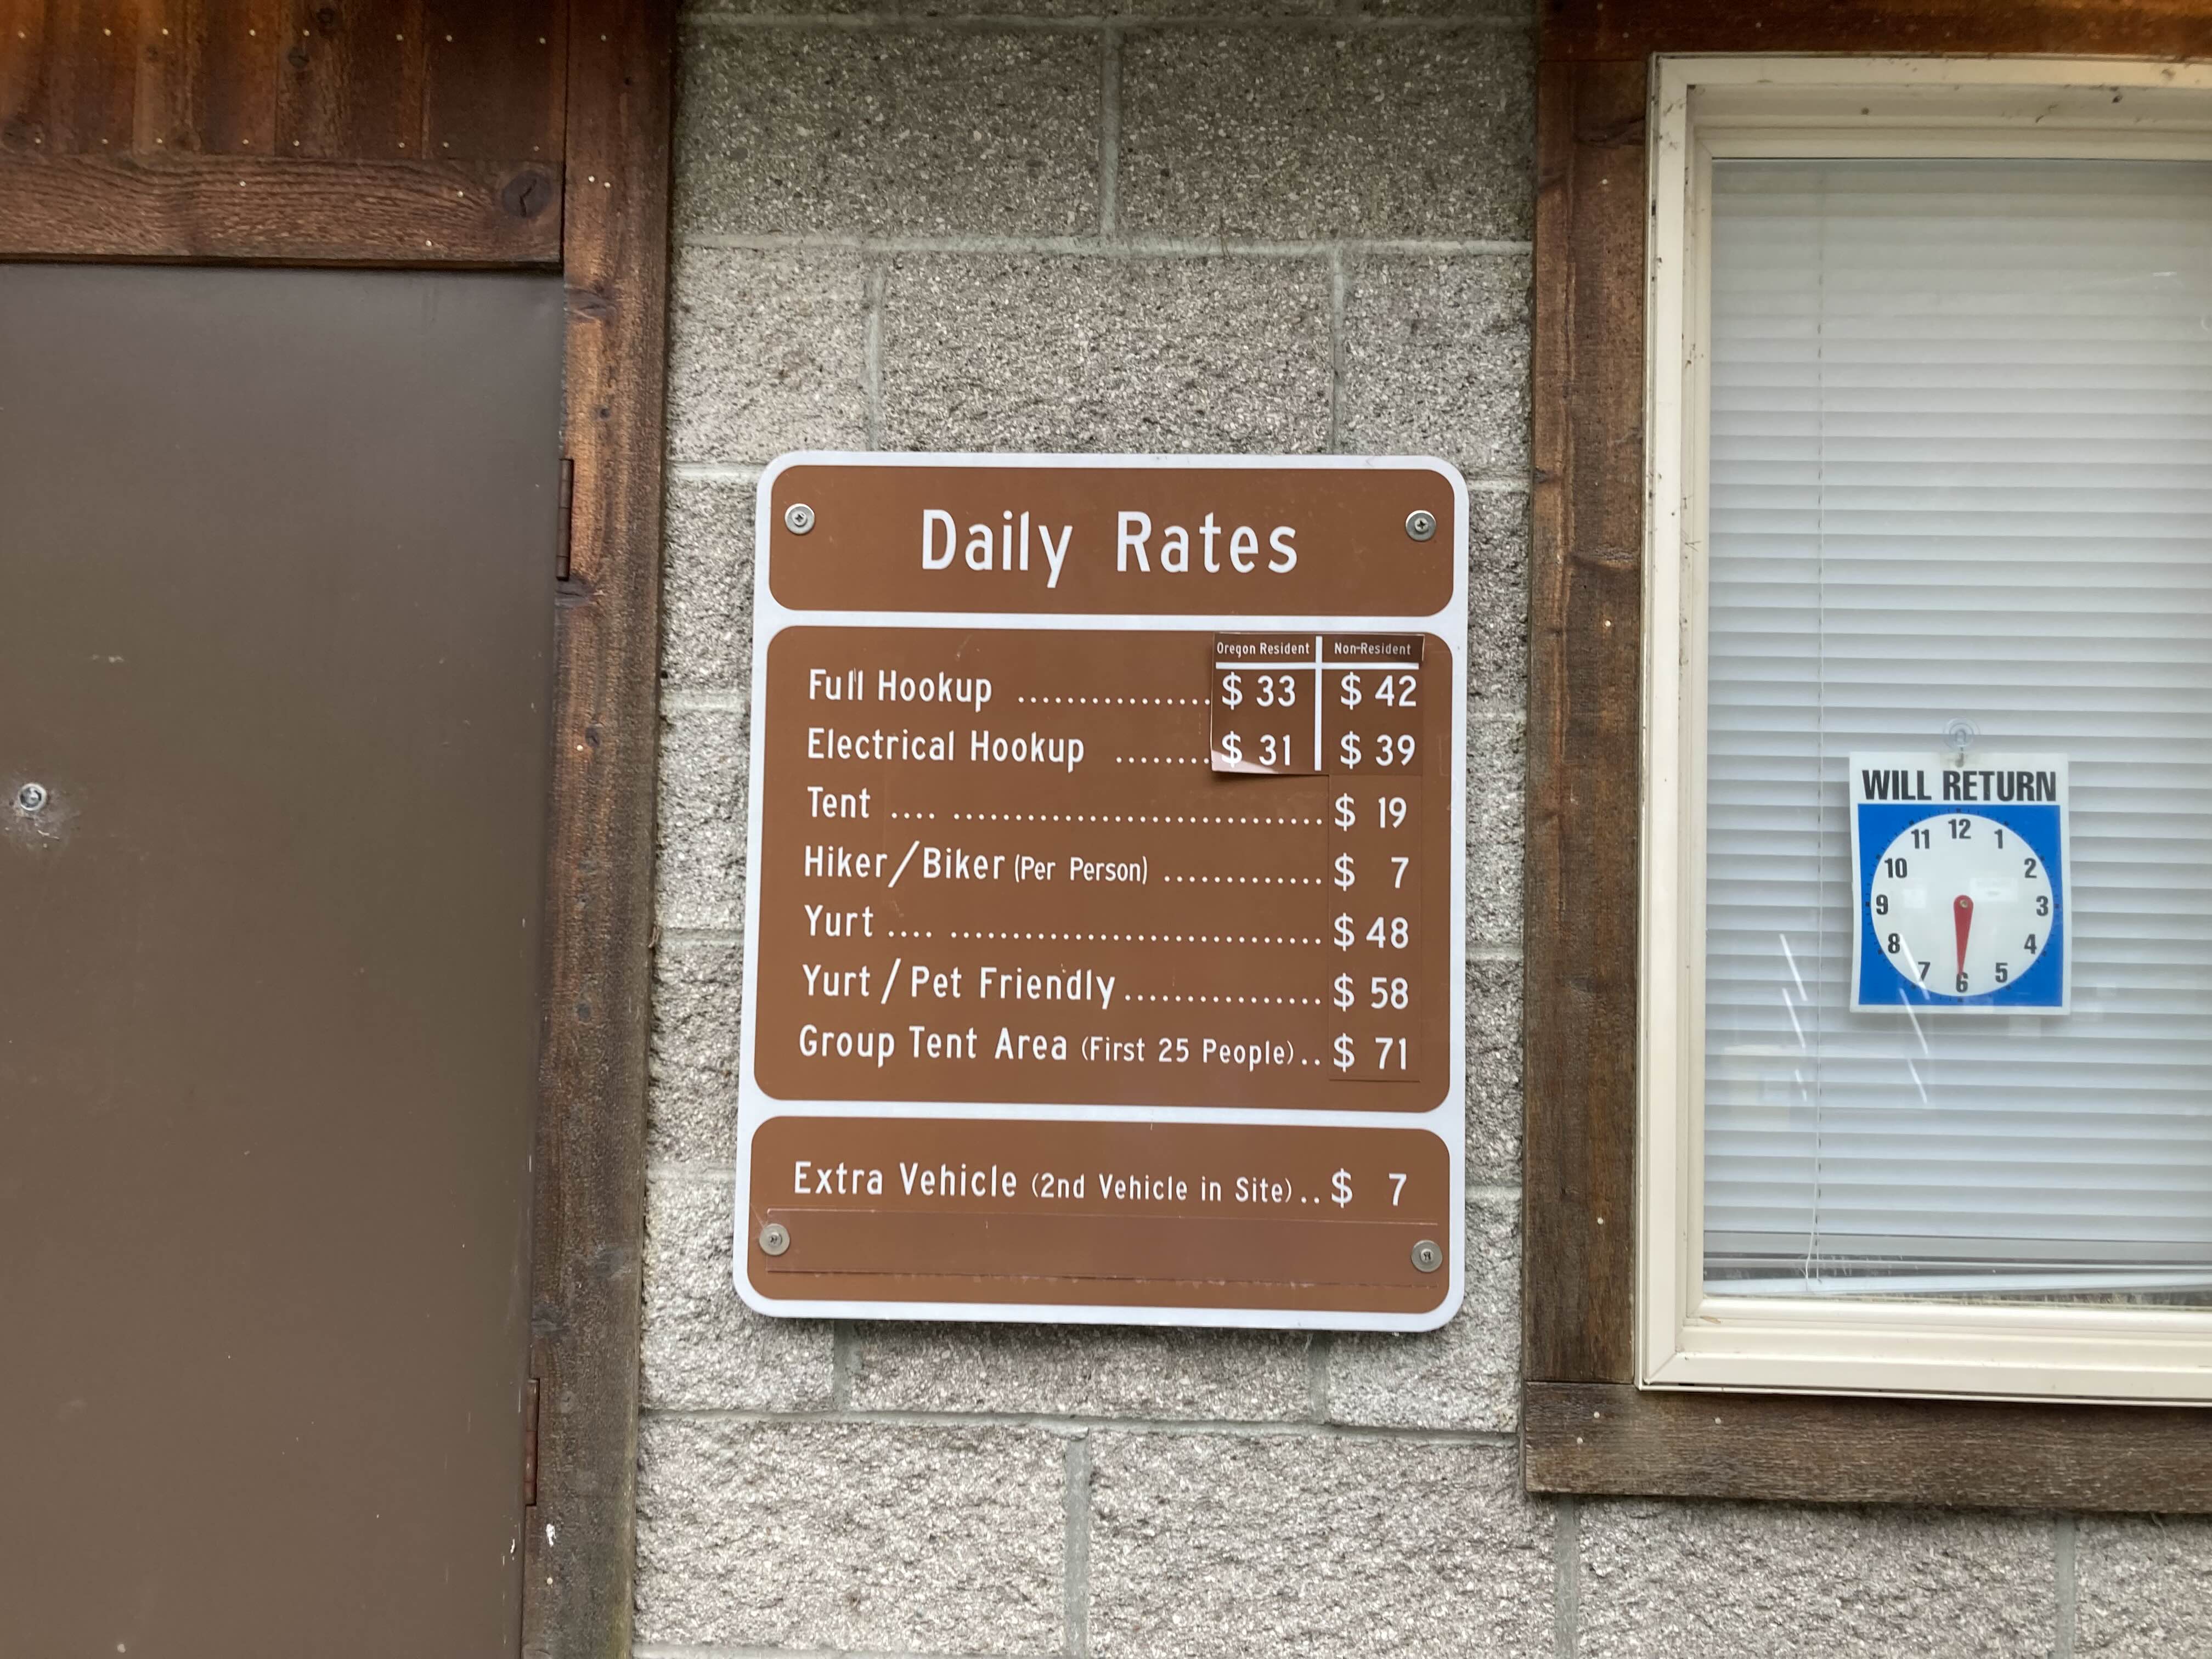 Daily Rates
Oregon Resident Non-Resident
Full Hookup ................ $ 33 $ 42
Electrical Hookup ........ $ 31 $ 39
Tent .... ............................... $ 19
Hiker/Biker (Per Person) ............. $ 7
Yurt .... ............................... $ 48
Yurt / Pet Friendly ................ $ 58
Group Tent Area (First 25 People) .. $ 71
Extra Vehicle (2nd Vehicle in Site) .. $ 7
WILL RETURN
12
1
2
3
4
5
6
7
8
9
10
11